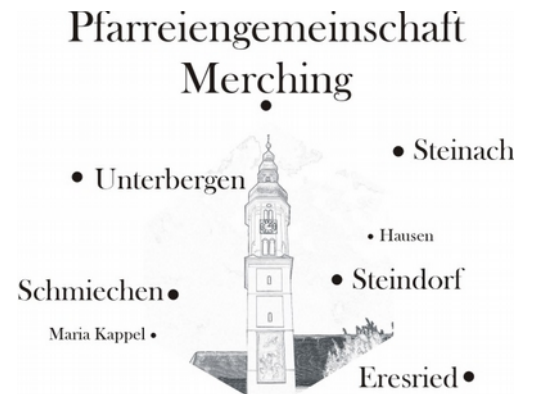 Pfarreiengemeinschaft
Merching
Steinach
Unterbergen
Hausen
Steindorf
Schmiechen
Maria Kappel
Eresried